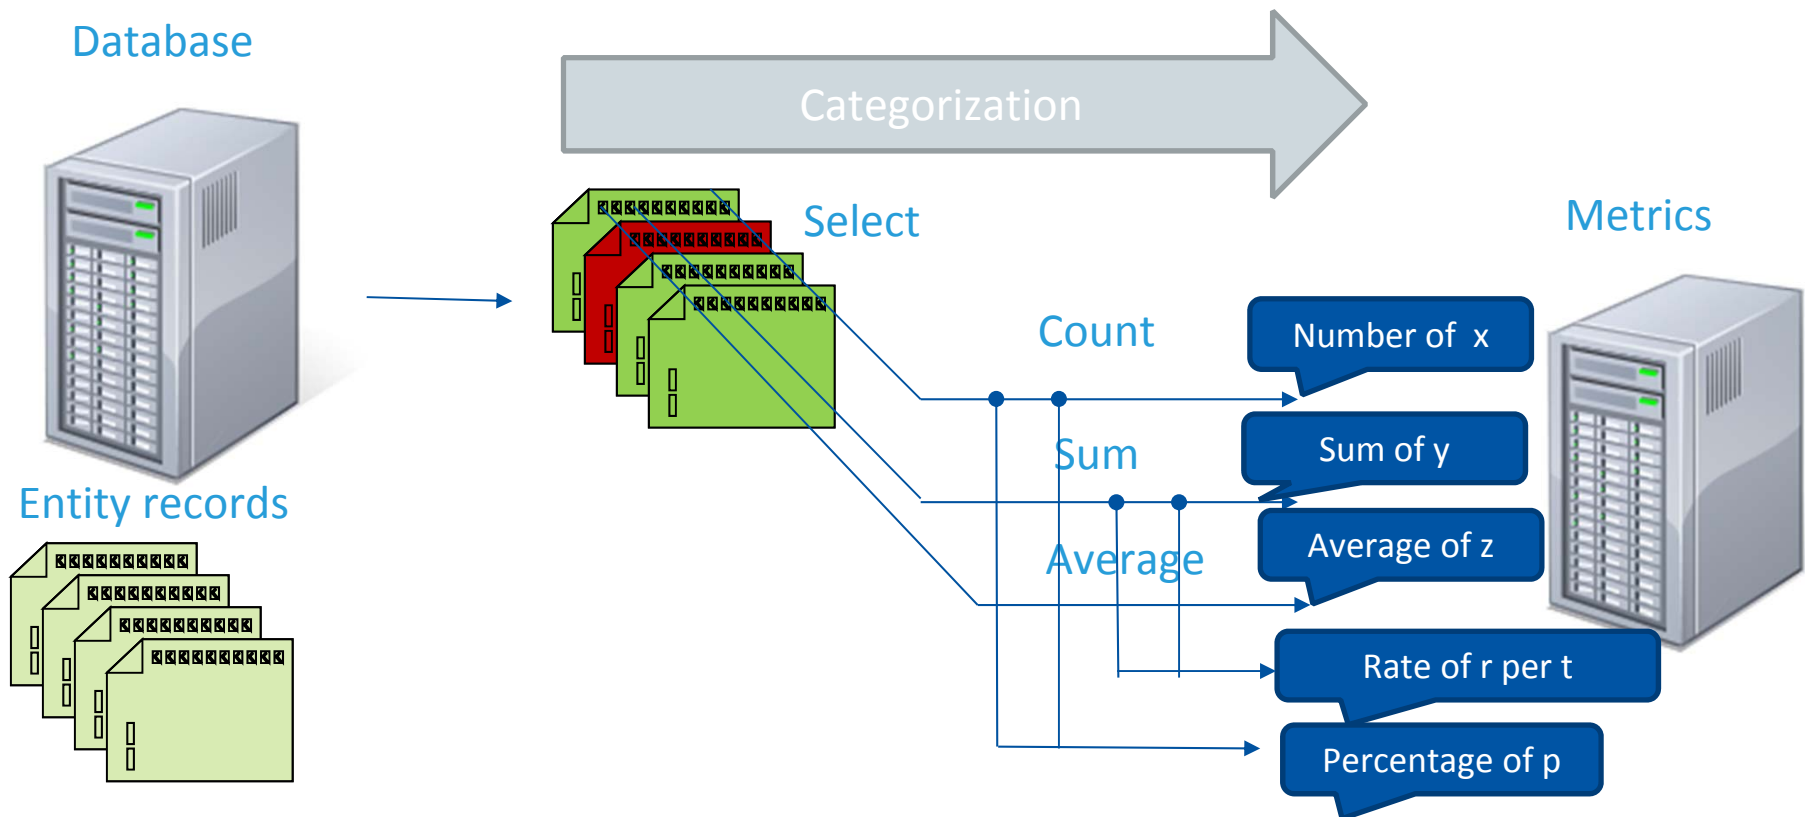 Database
Categorization
Select
Metrics
Count
Number of x
Sum
Sum of y
Entity records
Average
Average of z
Rate of r per t
Percentage of p